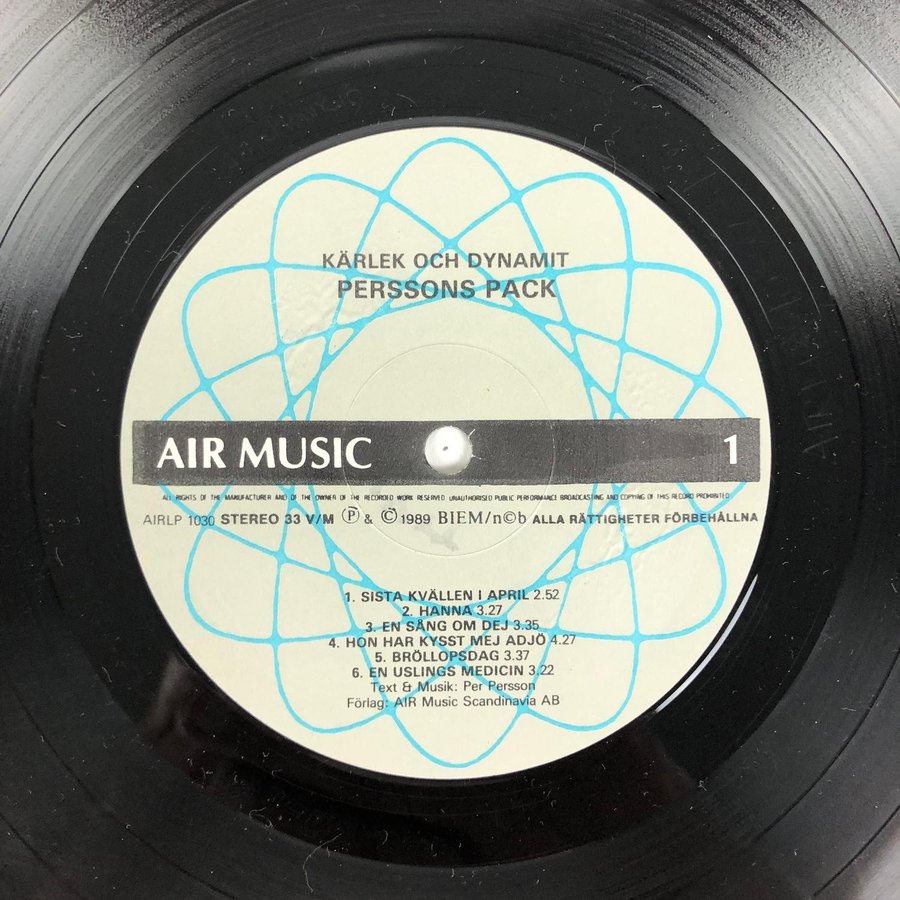 KÄRLEK OCH DYNAMIT
PERSSONS PACK
AIR MUSIC 1
ALL RIGHTS OF THE MANUFACTURER AND OF THE OWNER OF THE RECORDED WORK RESERVED UNAUTHORISED PUBLIC PERFORMANCE BROADCASTING AND COPYING OF THIS RECORD PROHIBITED
AIRLP 1030 STEREO 33 V/M Ⓟ & © 1989 BIEM/n©b ALLA RÄTTIGHETER FÖRBEHÅLLNA
1. SISTA KVÄLLEN I APRIL 2.52
2. HANNA 3.27
3. EN SÅNG OM DEJ 3.35
4. HON HAR KYSST MEJ ADJÖ 4.27
5. BRÖLLOPSDAG 3.37
6. EN USLINGS MEDICIN 3.22
Text & Musik: Per Persson
Förlag: AIR Music Scandinavia AB